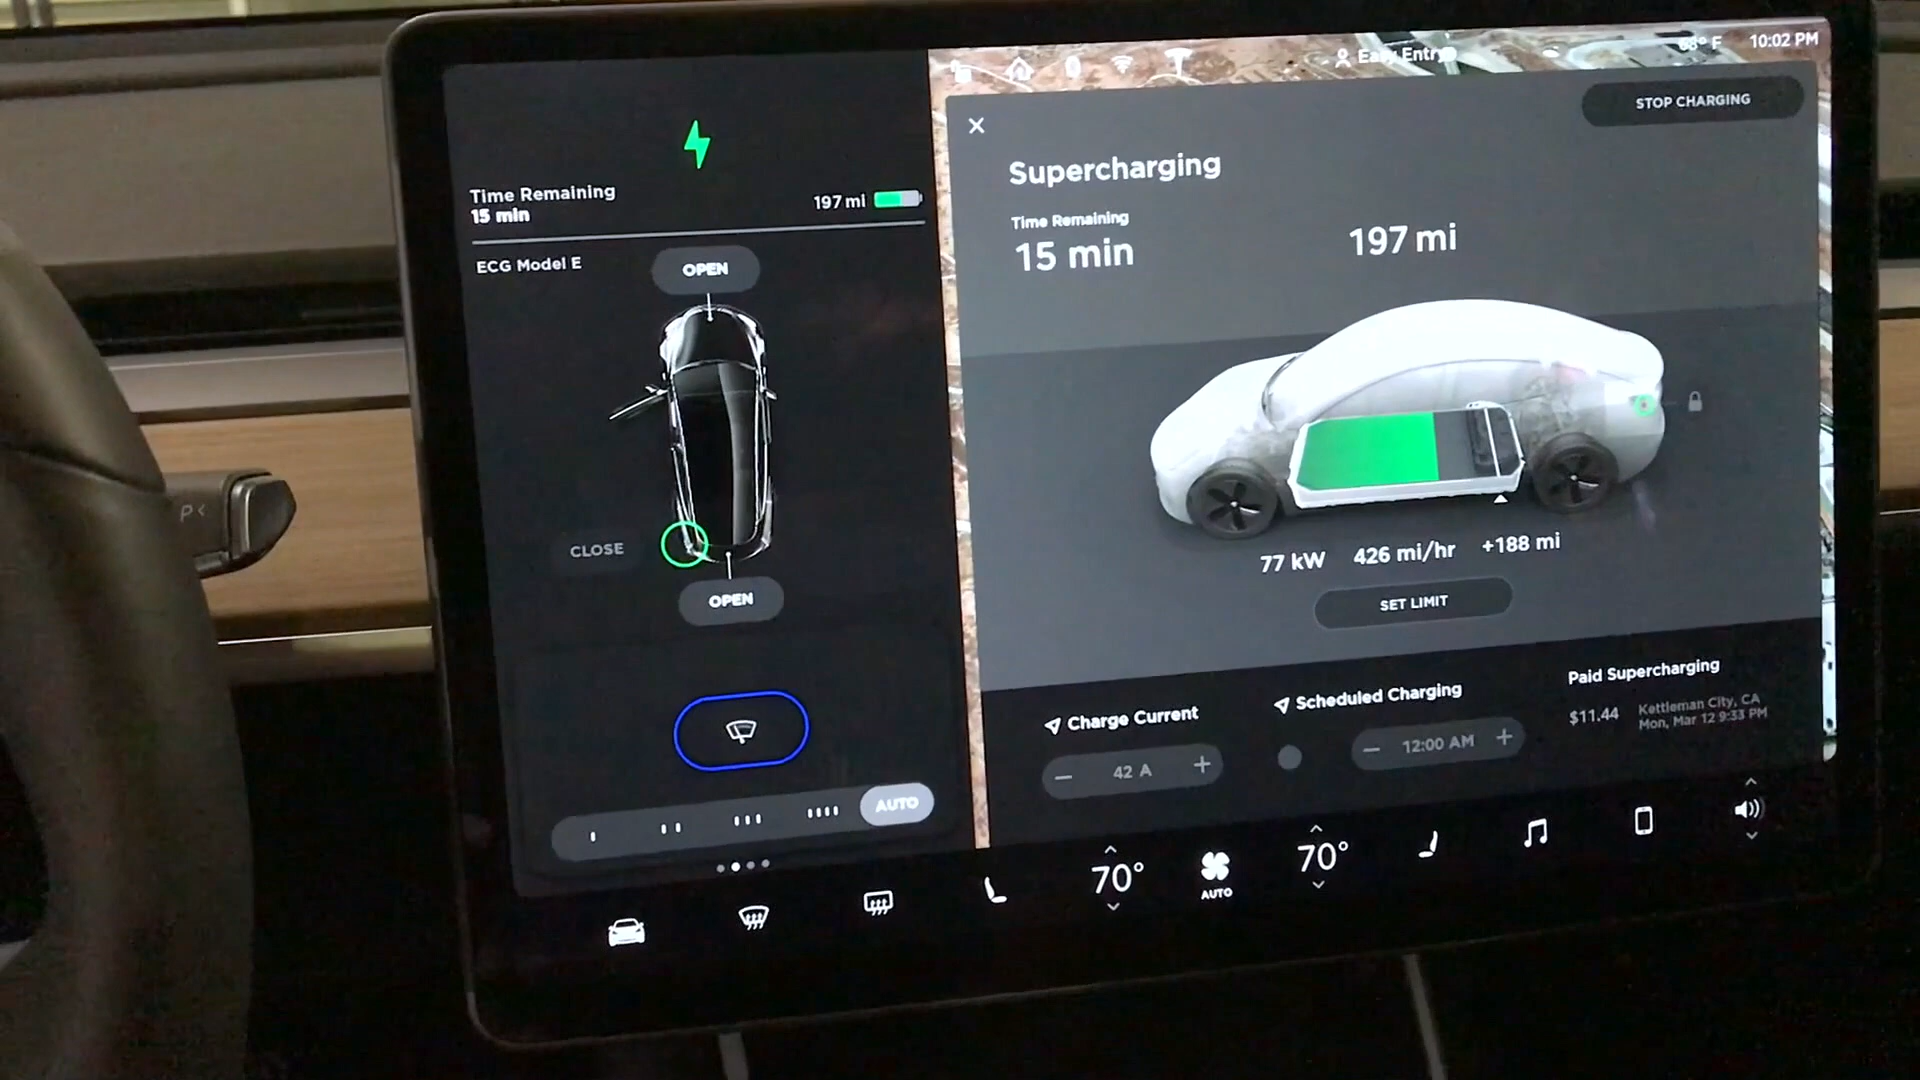 Easy Entry
68° F
10:02 PM
STOP CHARGING
Time Remaining
15 min
197 mi
ECG Model E
OPEN
CLOSE
OPEN
AUTO
Supercharging
Time Remaining
15 min
197 mi
77 kW
426 mi/hr
+188 mi
SET LIMIT
Charge Current
− 42 A +
Scheduled Charging
− 12:00 AM +
Paid Supercharging
$11.44
Kettleman City, CA
Mon, Mar 12 9:33 PM
70°
AUTO
70°
P<